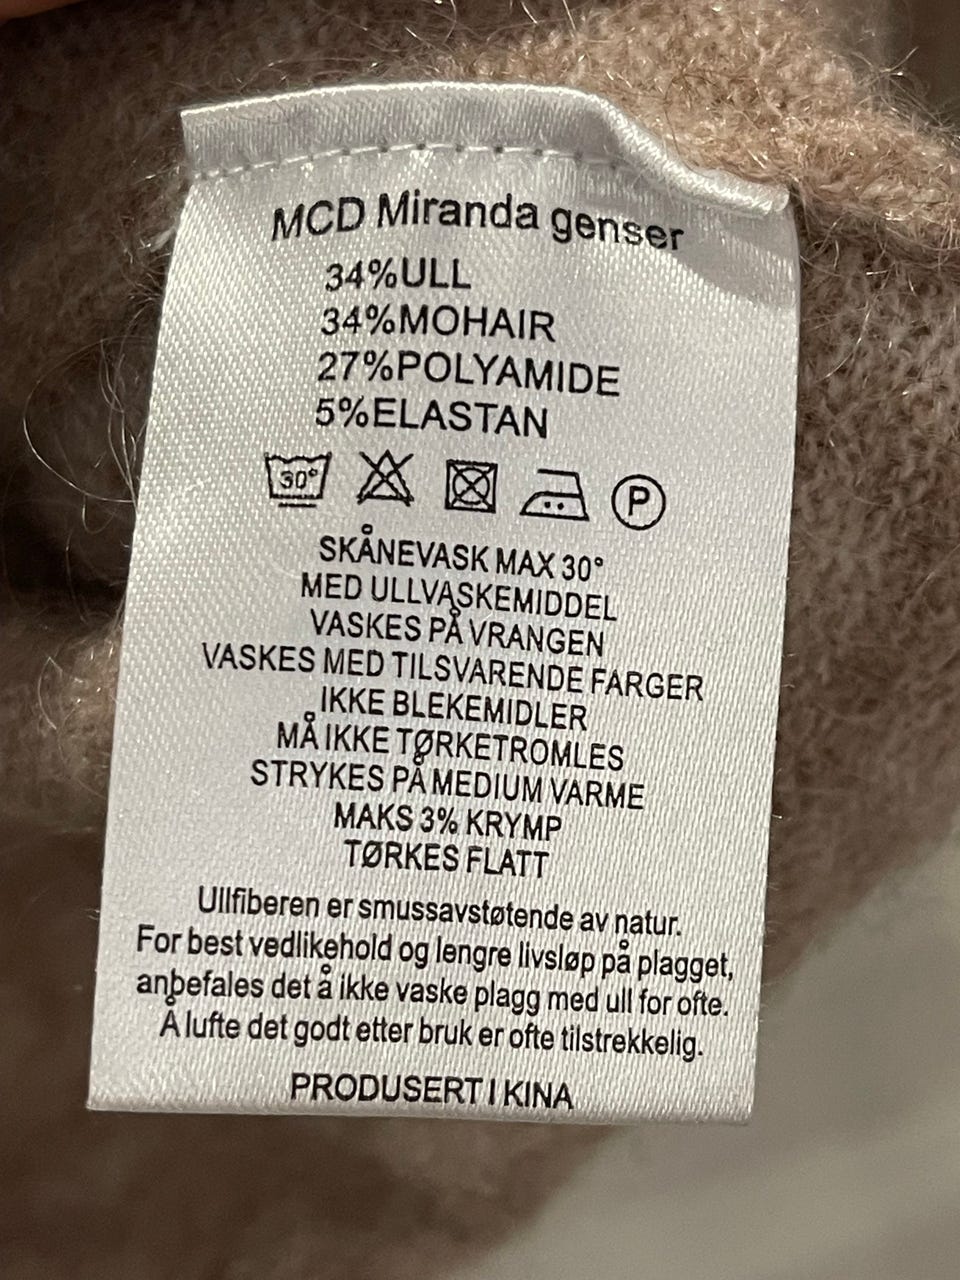 MCD Miranda genser
34%ULL
34%MOHAIR
27%POLYAMIDE
5%ELASTAN
30° P
SKÅNEVASK MAX 30°
MED ULLVASKEMIDDEL
VASKES PÅ VRANGEN
VASKES MED TILSVARENDE FARGER
IKKE BLEKEMIDLER
MÅ IKKE TØRKETROMLES
STRYKES PÅ MEDIUM VARME
MAKS 3% KRYMP
TØRKES FLATT
Ullfiberen er smussavstøtende av natur.
For best vedlikehold og lengre livsløp på plagget,
anbefales det å ikke vaske plagg med ull for ofte.
Å lufte det godt etter bruk er ofte tilstrekkelig.
PRODUSERT I KINA